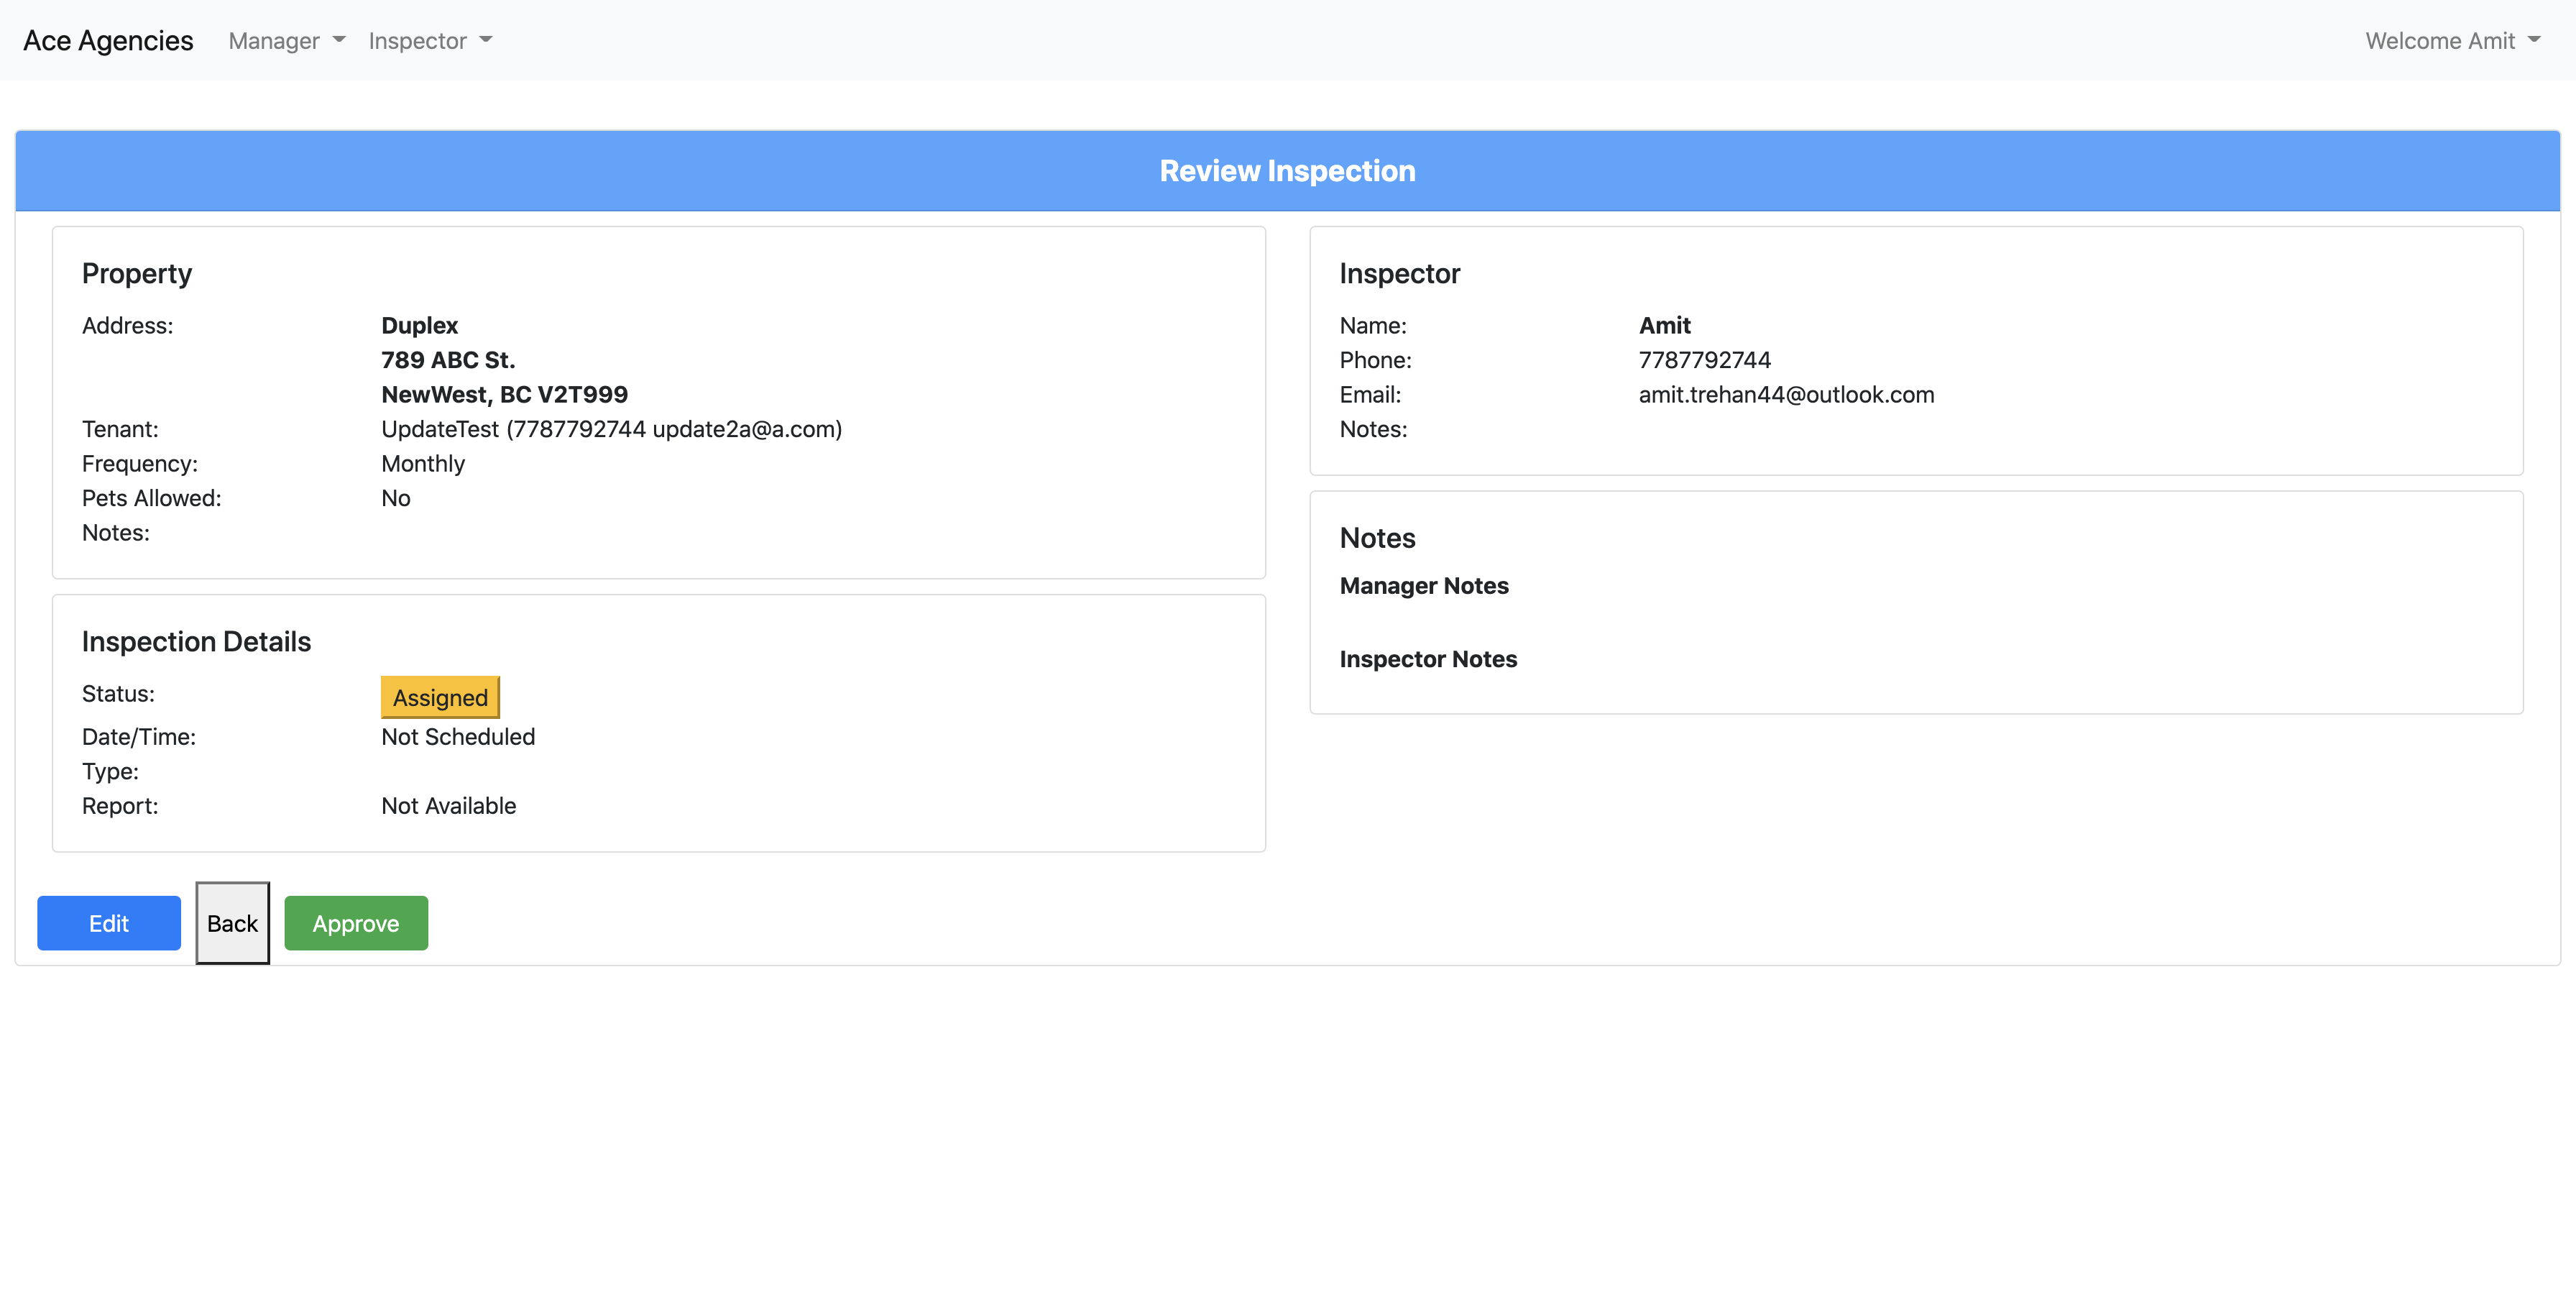 Ace Agencies Manager Inspector Welcome Amit
Review Inspection
Property
Address: Duplex
789 ABC St.
NewWest, BC V2T999
Tenant: UpdateTest (7787792744 update2a@a.com)
Frequency: Monthly
Pets Allowed: No
Notes:
Inspection Details
Status: Assigned
Date/Time: Not Scheduled
Type:
Report: Not Available
Inspector
Name: Amit
Phone: 7787792744
Email: amit.trehan44@outlook.com
Notes:
Notes
Manager Notes
Inspector Notes
Edit Back Approve